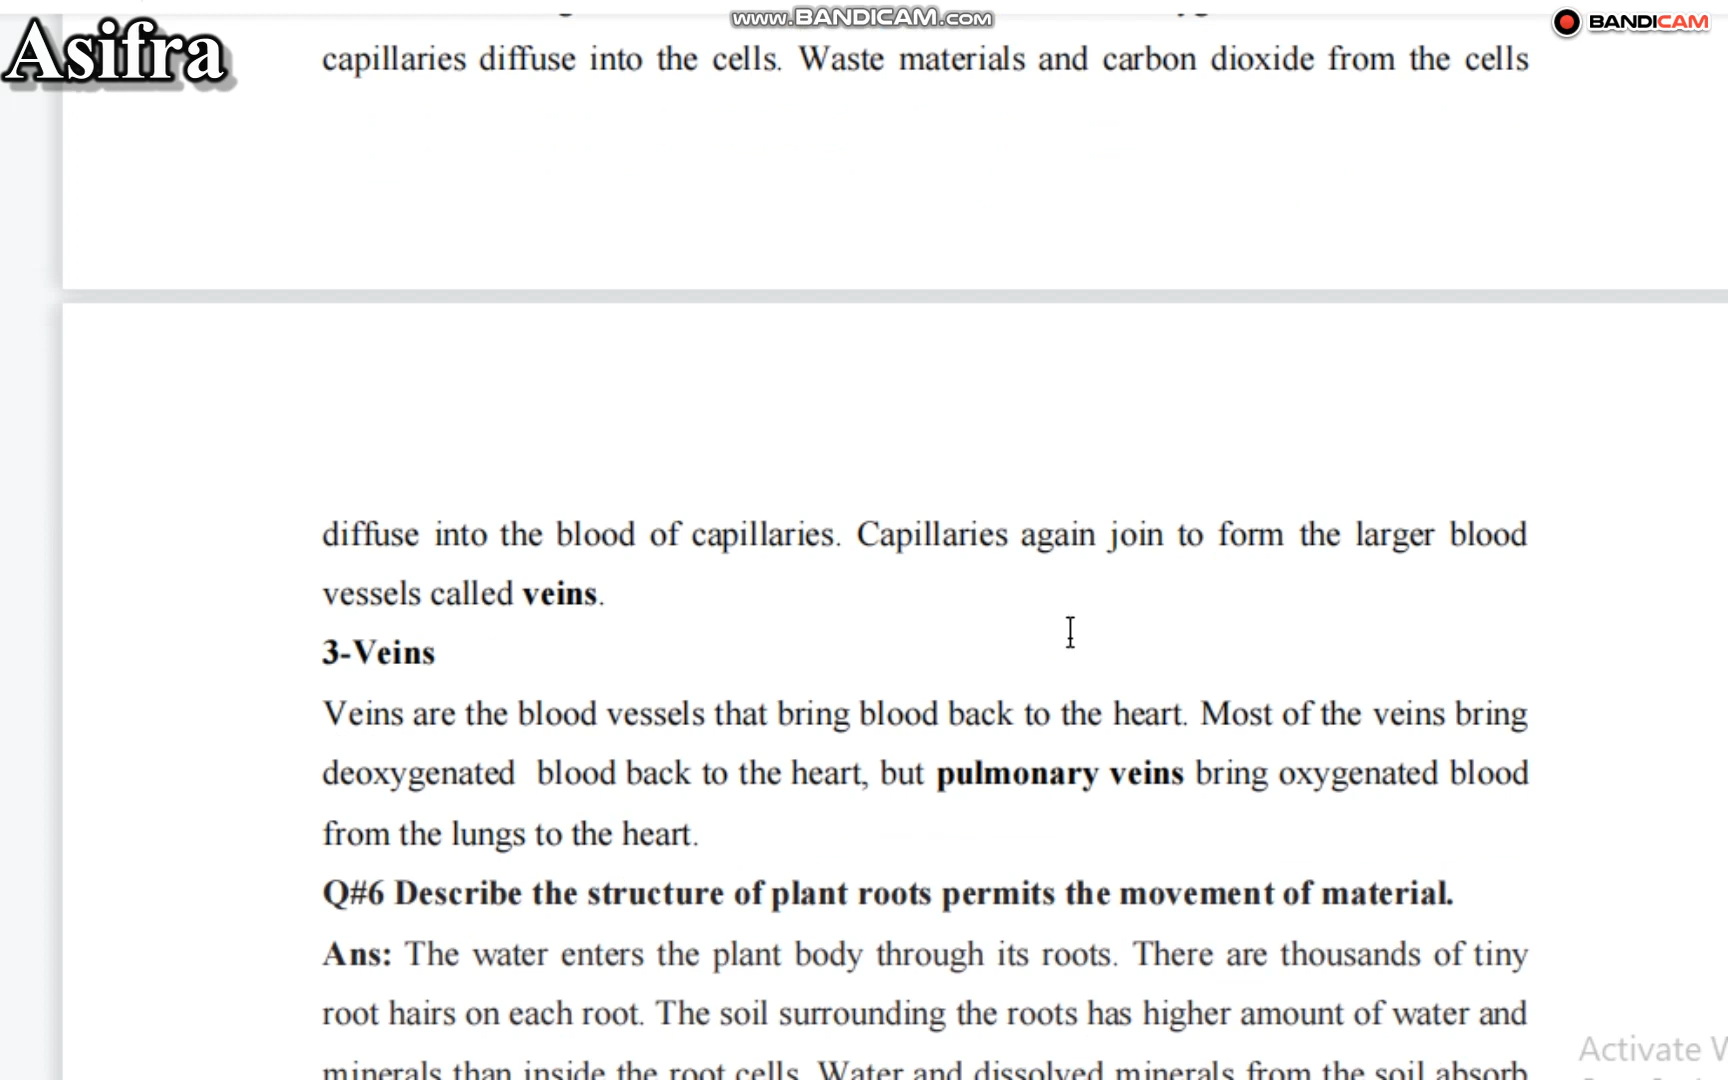 www.BANDICAM.com
BANDICAM
Asifra
capillaries diffuse into the cells. Waste materials and carbon dioxide from the cells
diffuse into the blood of capillaries. Capillaries again join to form the larger blood
vessels called veins.
3-Veins
Veins are the blood vessels that bring blood back to the heart. Most of the veins bring
deoxygenated blood back to the heart, but pulmonary veins bring oxygenated blood
from the lungs to the heart.
Q#6 Describe the structure of plant roots permits the movement of material.
Ans: The water enters the plant body through its roots. There are thousands of tiny
root hairs on each root. The soil surrounding the roots has higher amount of water and
minerals than inside the root cells. Water and dissolved minerals from the soil absorb
Activate